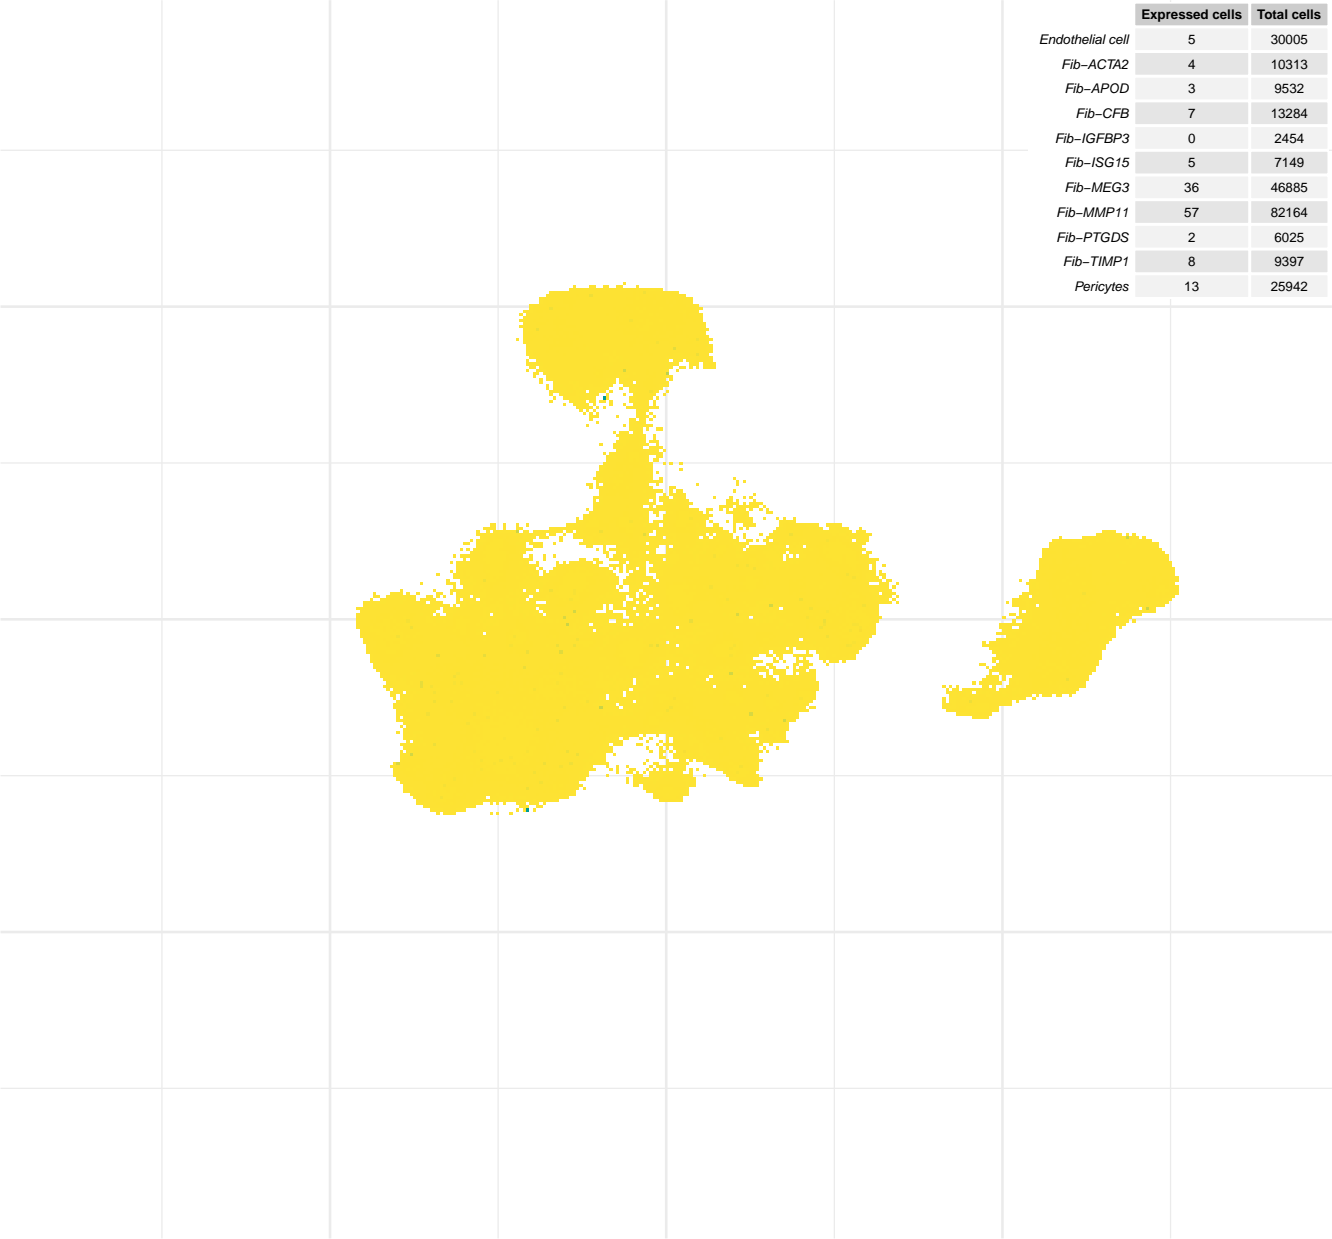 Expressed cells Total cells
Endothelial cell 5 30005
Fib−ACTA2 4 10313
Fib−APOD 3 9532
Fib−CFB 7 13284
Fib−IGFBP3 0 2454
Fib−ISG15 5 7149
Fib−MEG3 36 46885
Fib−MMP11 57 82164
Fib−PTGDS 2 6025
Fib−TIMP1 8 9397
Pericytes 13 25942